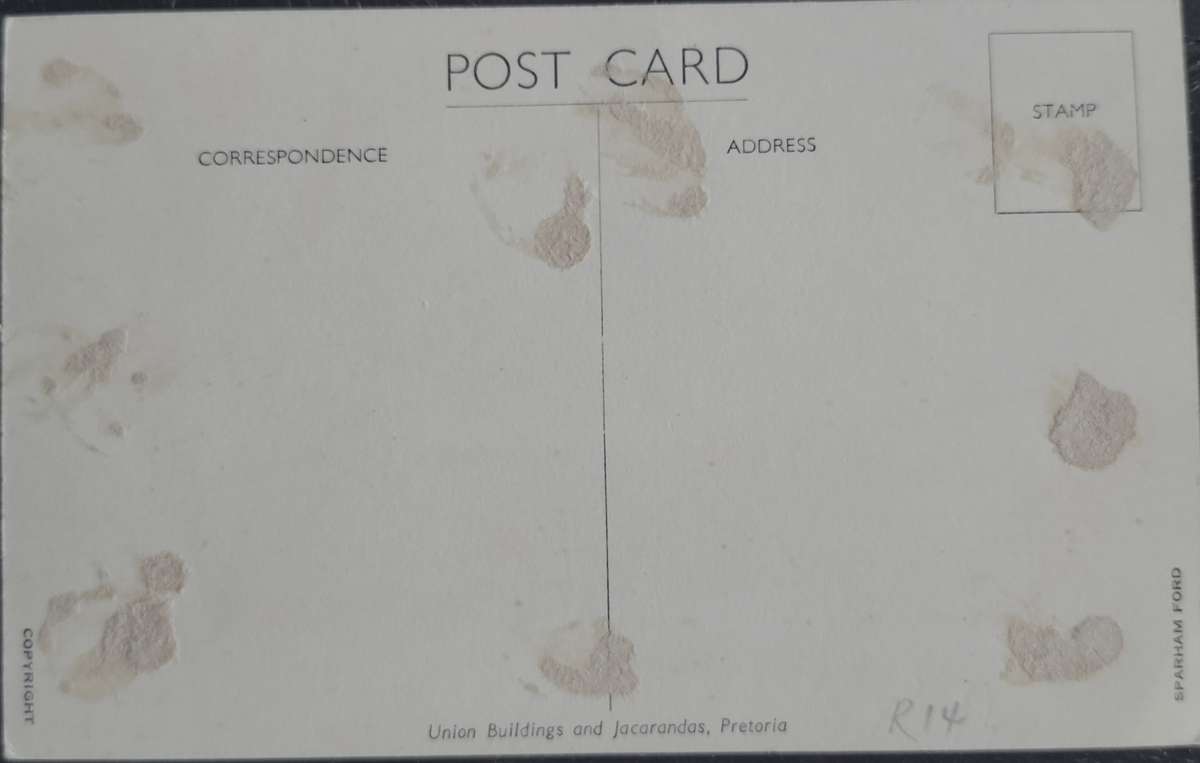 POST CARD
STAMP
CORRESPONDENCE
ADDRESS
COPYRIGHT
SPARHAM FORD
Union Buildings and Jacarandas, Pretoria
R14